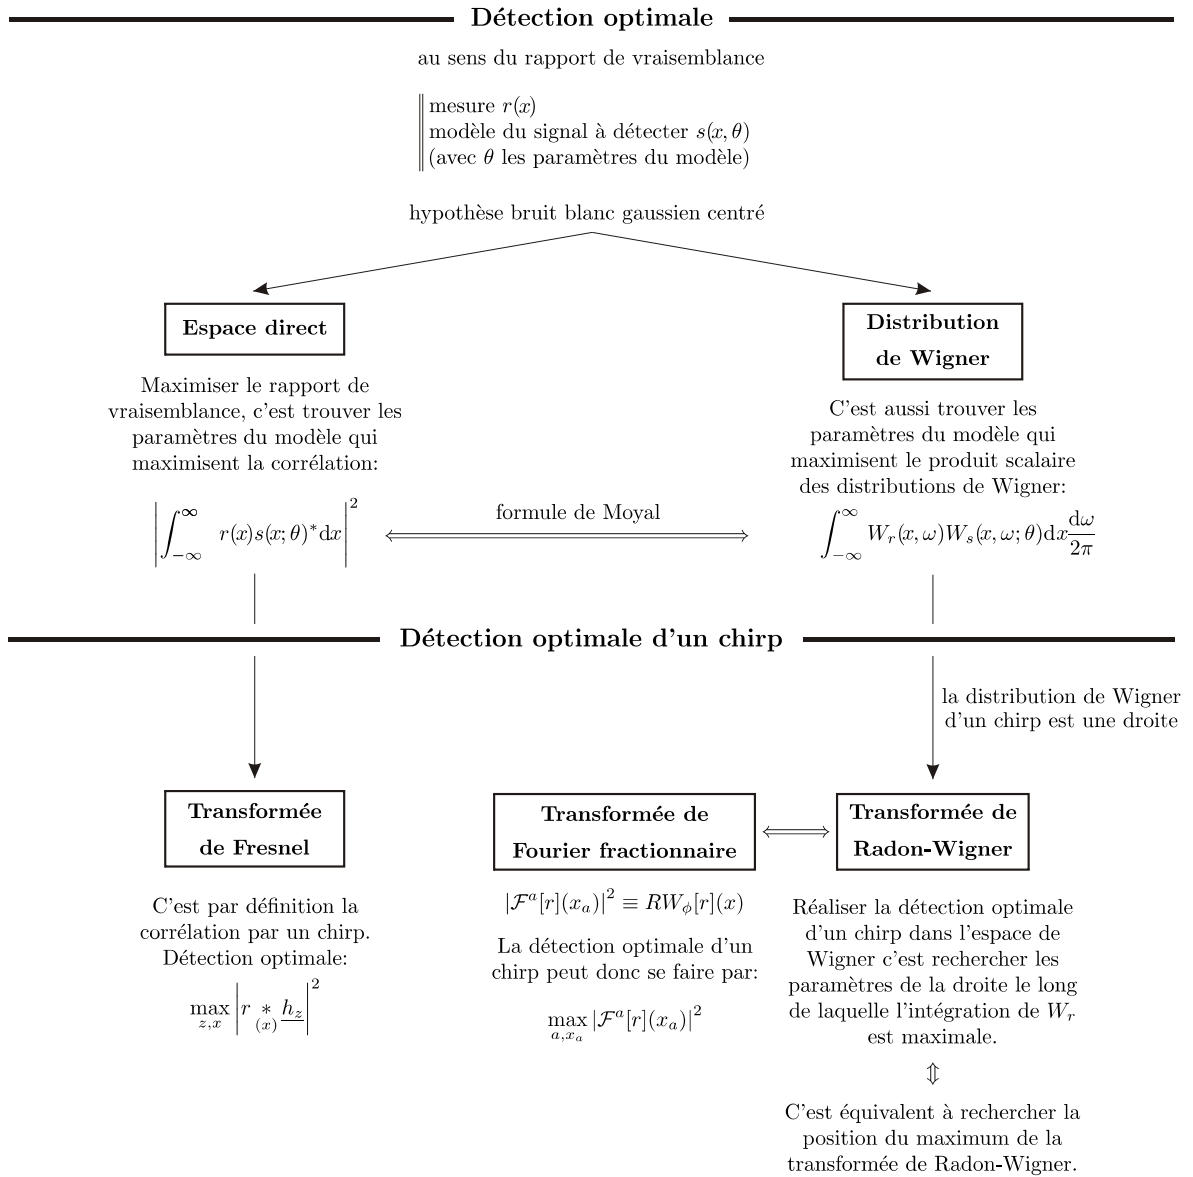 Détection optimale
au sens du rapport de vraisemblance
mesure r(x)
modèle du signal à détecter s(x, θ)
(avec θ les paramètres du modèle)
hypothèse bruit blanc gaussien centré
Espace direct
Maximiser le rapport de
vraisemblance, c'est trouver les
paramètres du modèle qui
maximisent la corrélation:
|∫_{-∞}^{∞} r(x)s(x; θ)* dx|²
formule de Moyal
Distribution
de Wigner
C'est aussi trouver les
paramètres du modèle qui
maximisent le produit scalaire
des distributions de Wigner:
∫_{-∞}^{∞} W_r(x, ω)W_s(x, ω; θ)dx dω/2π
Détection optimale d'un chirp
la distribution de Wigner
d'un chirp est une droite
Transformée
de Fresnel
C'est par définition la
corrélation par un chirp.
Détection optimale:
max_{z,x} |r *_{(x)} h_z|²
Transformée de
Fourier fractionnaire
|F^a[r](x_a)|² ≡ RW_ϕ[r](x)
La détection optimale d'un
chirp peut donc se faire par:
max_{a,x_a} |F^a[r](x_a)|²
Transformée de
Radon-Wigner
Réaliser la détection optimale
d'un chirp dans l'espace de
Wigner c'est rechercher les
paramètres de la droite le long
de laquelle l'intégration de W_r
est maximale.
⇕
C'est équivalent à rechercher la
position du maximum de la
transformée de Radon-Wigner.